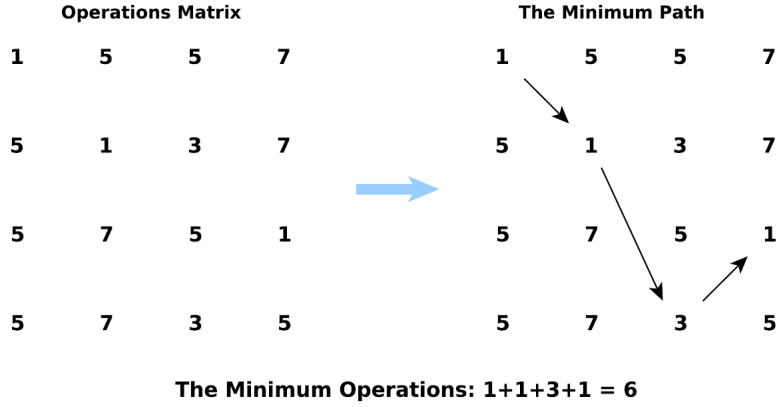 Operations Matrix The Minimum Path
1 5 5 7 1 5 5 7
5 1 3 7 5 1 3 7
5 7 5 1 5 7 5 1
5 7 3 5 5 7 3 5
The Minimum Operations: 1+1+3+1 = 6